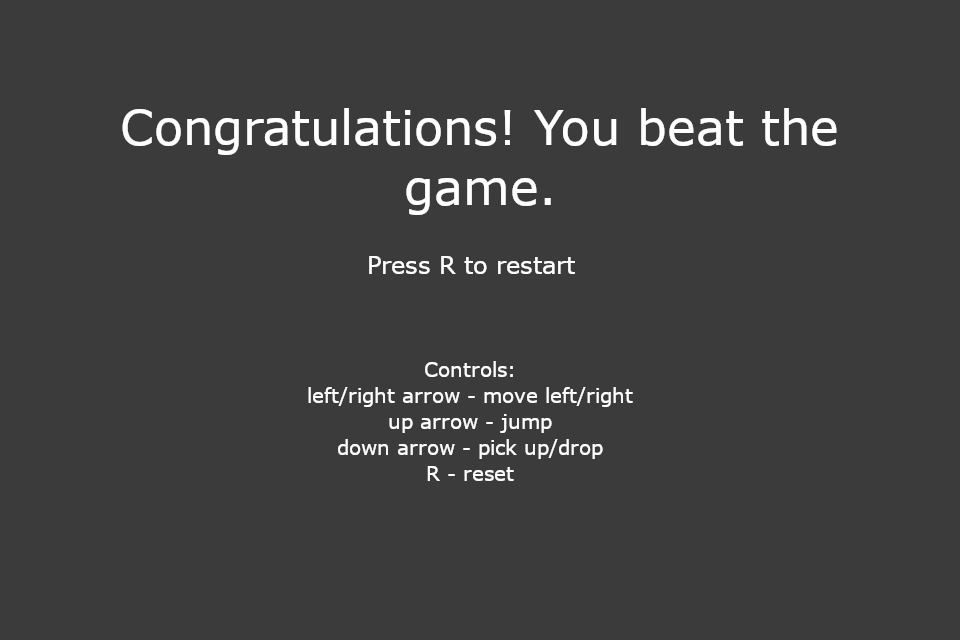 Congratulations! You beat the
game.
Press R to restart
Controls:
left/right arrow - move left/right
up arrow - jump
down arrow - pick up/drop
R - reset